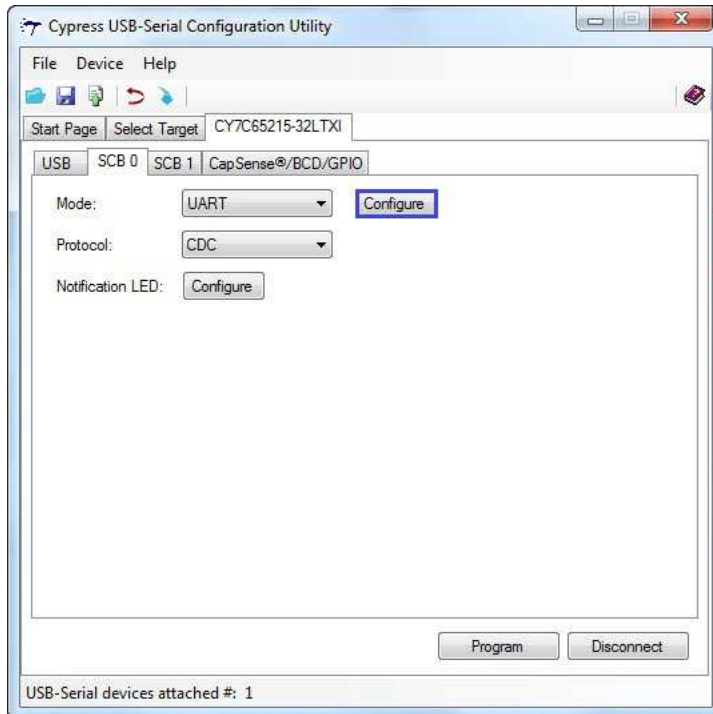 Cypress USB-Serial Configuration Utility
File Device Help
Start Page Select Target CY7C65215-32LTXI
USB SCB 0 SCB 1 CapSense®/BCD/GPIO
Mode: UART Configure
Protocol: CDC
Notification LED: Configure
Program Disconnect
USB-Serial devices attached #: 1